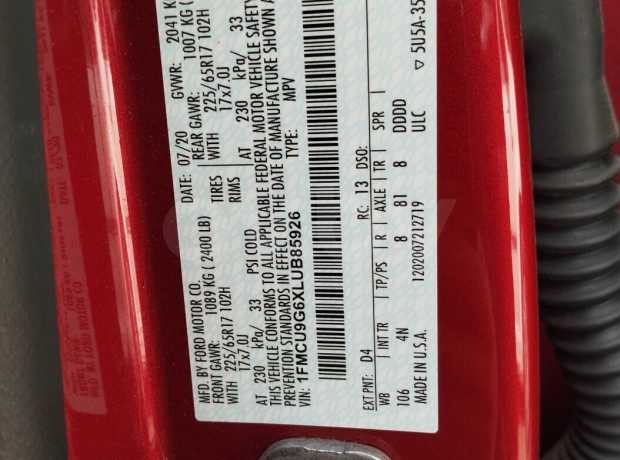 MFD. BY FORD MOTOR CO. DATE: 07/20 GVWR: 2041 K
FRONT GAWR: 1089 KG ( 2400 LB) REAR GAWR: 1007 KG (
WITH 225/65R17 102H TIRES WITH 225/65R17 102H
17x7.0J RIMS 17x7.0J
AT 230 kPa/ 33 PSI COLD AT 230 kPa/ 33
THIS VEHICLE CONFORMS TO ALL APPLICABLE FEDERAL MOTOR VEHICLE SAFETY
PREVENTION STANDARDS IN EFFECT ON THE DATE OF MANUFACTURE SHOWN A
VIN: 1FMCU9G6XLUB85926 TYPE: MPV
EXT PNT: D4 RC: 13 DSO:
WB INT TR TP/PS R AXLE TR SPR
106 4N 8 81 8 DDDD
MADE IN U.S.A. 1202007212719 ULC
▽ 5U5A-35